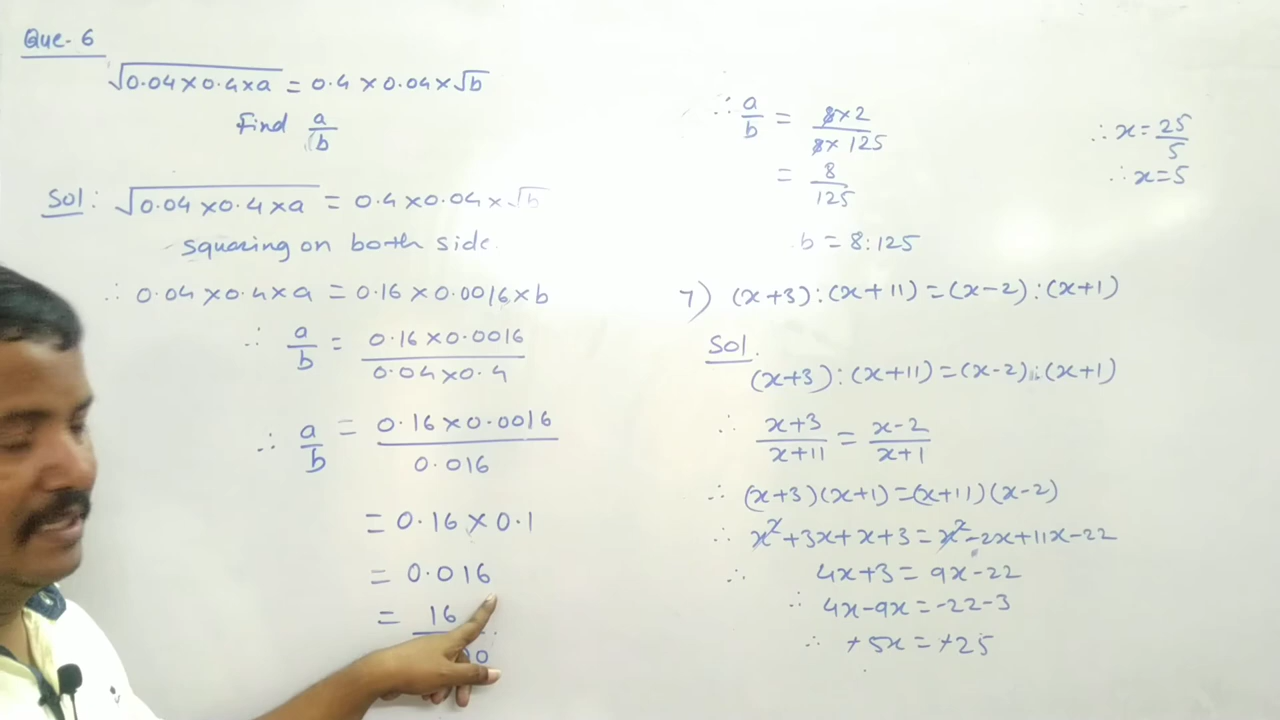 Que. 6
√0.04×0.4×a = 0.4×0.04×√b
Find a/b
Sol: √0.04×0.4×a = 0.4×0.04×√b
squaring on both side.
∴ 0.04×0.4×a = 0.16×0.0016×b
∴ a/b = 0.16×0.0016/0.04×0.4
∴ a/b = 0.16×0.0016/0.016
= 0.16×0.1
= 0.016
= 16
∴ a/b = 8×2/8×125
= 8/125
b = 8:125
∴ x = 25/5
∴ x = 5
7) (x+3):(x+11)=(x-2):(x+1)
Sol.
(x+3):(x+11)=(x-2):(x+1)
∴ x+3/x+11 = x-2/x+1
∴ (x+3)(x+1)=(x+11)(x-2)
∴ x²+3x+x+3=x²-2x+11x-22
∴ 4x+3=9x-22
∴ 4x-9x=-22-3
∴ +5x=+25